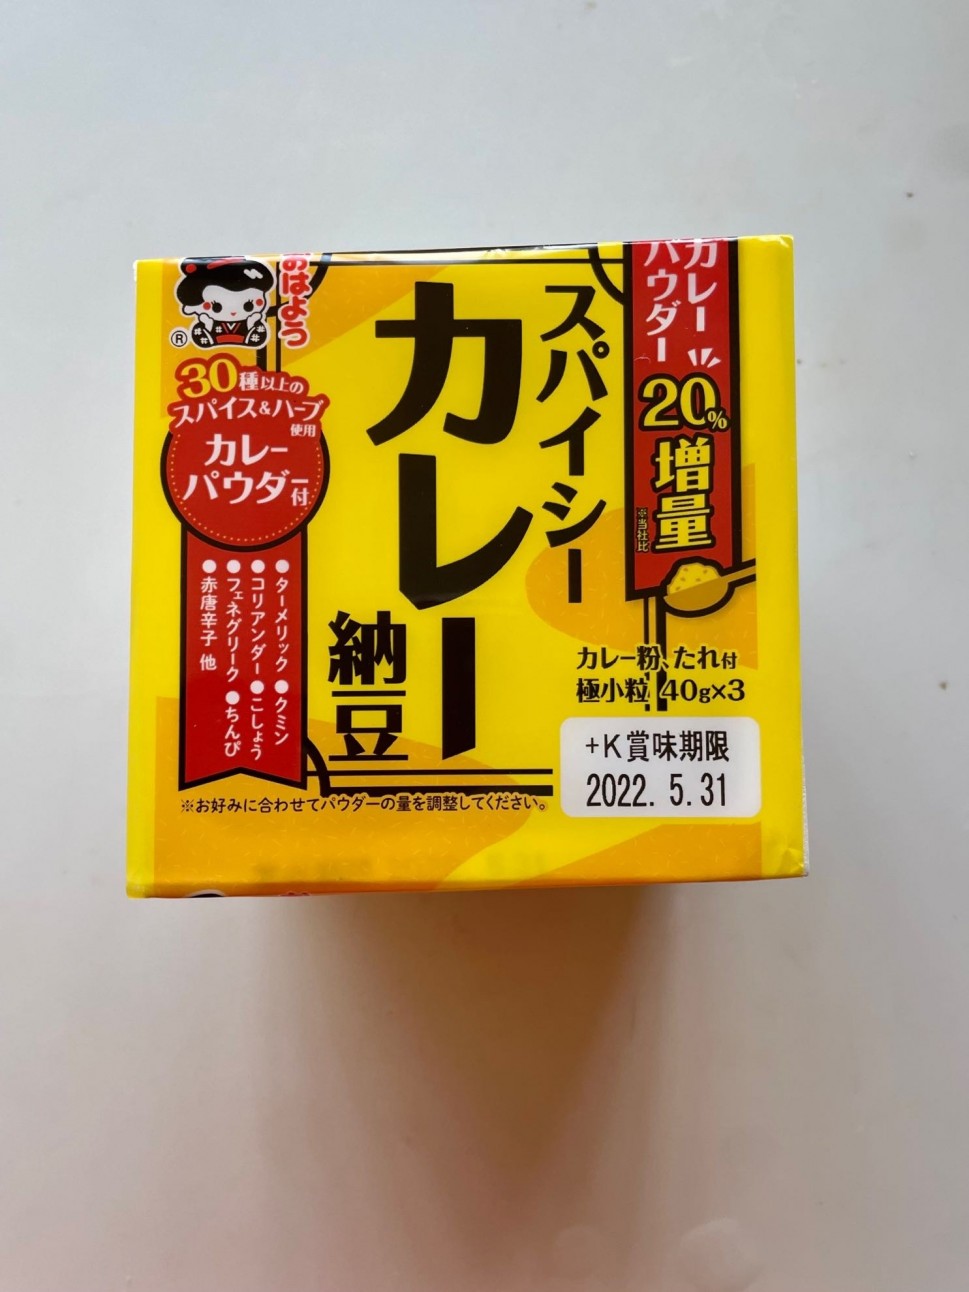 おはよう
®
30種以上の
スパイス&ハーブ
使用
カレー
パウダー付
●ターメリック ●クミン
●コリアンダー ●こしょう
●フェネグリーク ●ちんぴ
●赤唐辛子 他
スパイシー
カレー
納豆
カレー
パウダー
20%
増量
※当社比
カレー粉、たれ付
極小粒 40g×3
+K賞味期限
2022. 5.31
※お好みに合わせてパウダーの量を調整してください。